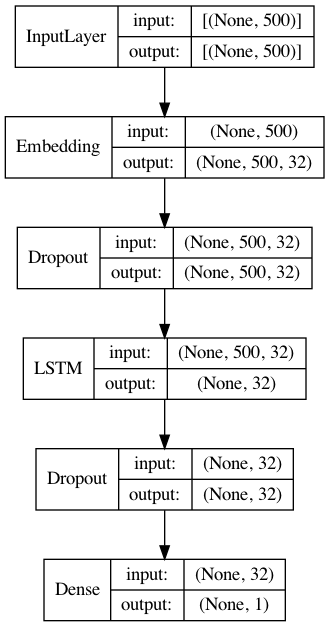 InputLayer
input: [(None, 500)]
output: [(None, 500)]
Embedding
input: (None, 500)
output: (None, 500, 32)
Dropout
input: (None, 500, 32)
output: (None, 500, 32)
LSTM
input: (None, 500, 32)
output: (None, 32)
Dropout
input: (None, 32)
output: (None, 32)
Dense
input: (None, 32)
output: (None, 1)